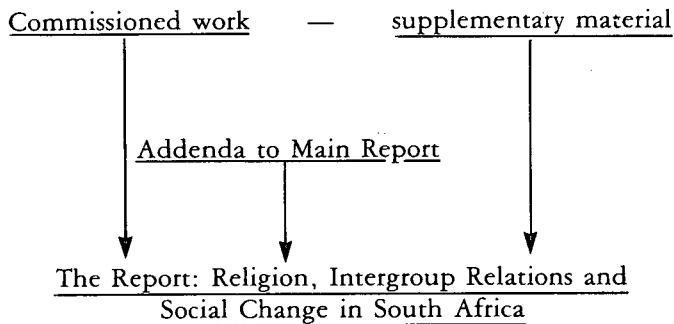 Commissioned work — supplementary material
Addenda to Main Report
The Report: Religion, Intergroup Relations and
Social Change in South Africa